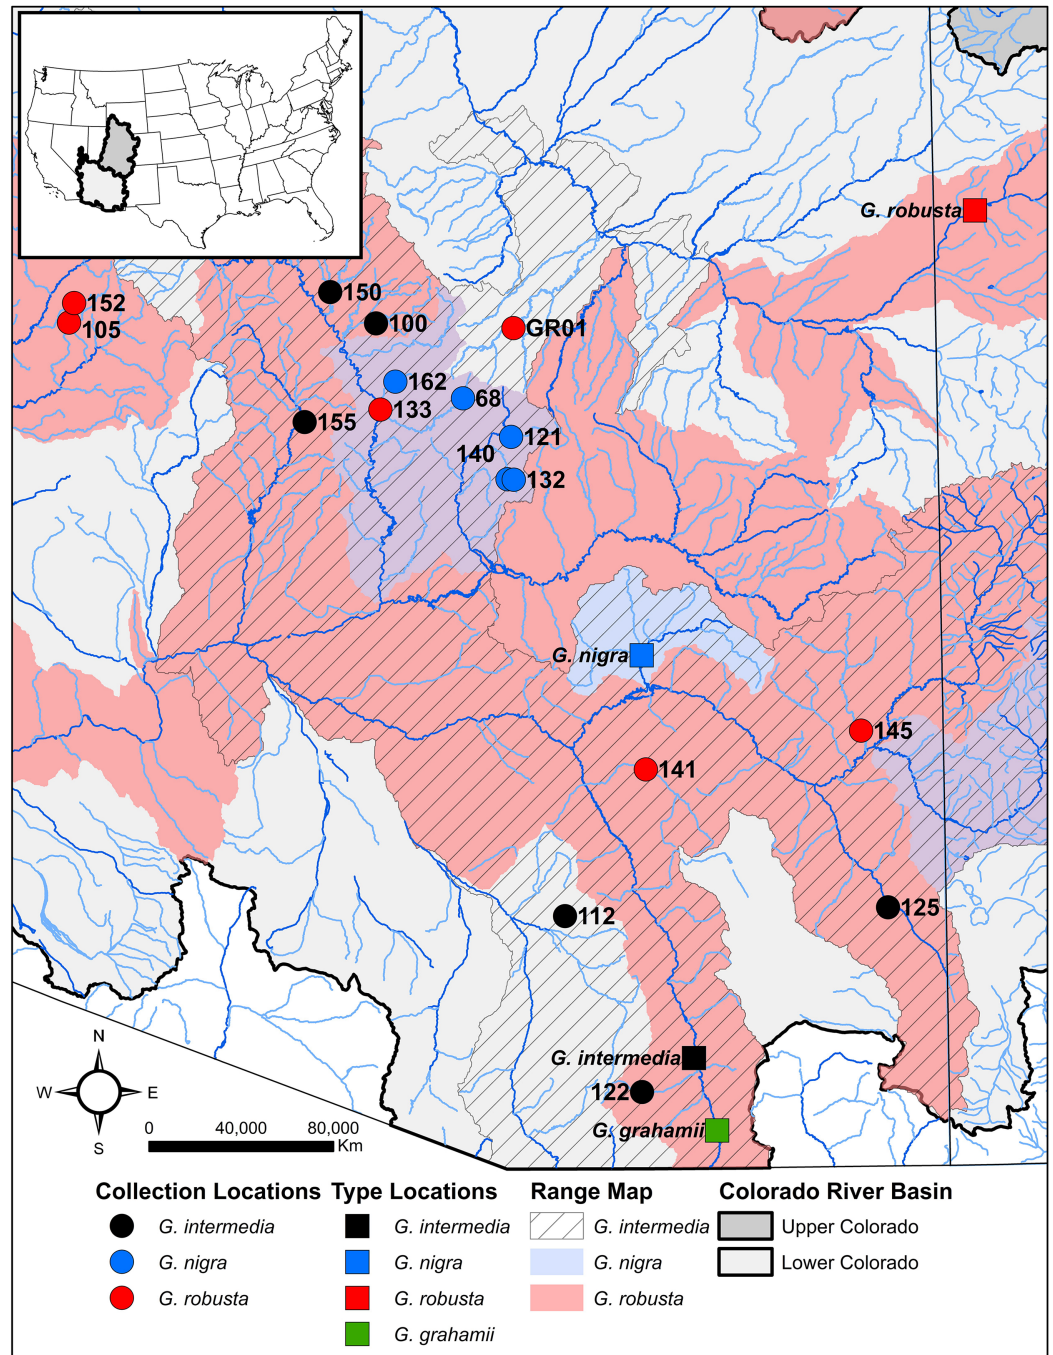 G. robusta
152
105
150
100
GR01
162
68
133
155
121
140
132
G. nigra
145
141
125
112
G. intermedia
122
G. grahamii
N
W E
S
0 40,000 80,000
Km
Collection Locations Type Locations Range Map Colorado River Basin
G. intermedia G. intermedia G. intermedia Upper Colorado
G. nigra G. nigra G. nigra Lower Colorado
G. robusta G. robusta G. robusta
G. grahamii